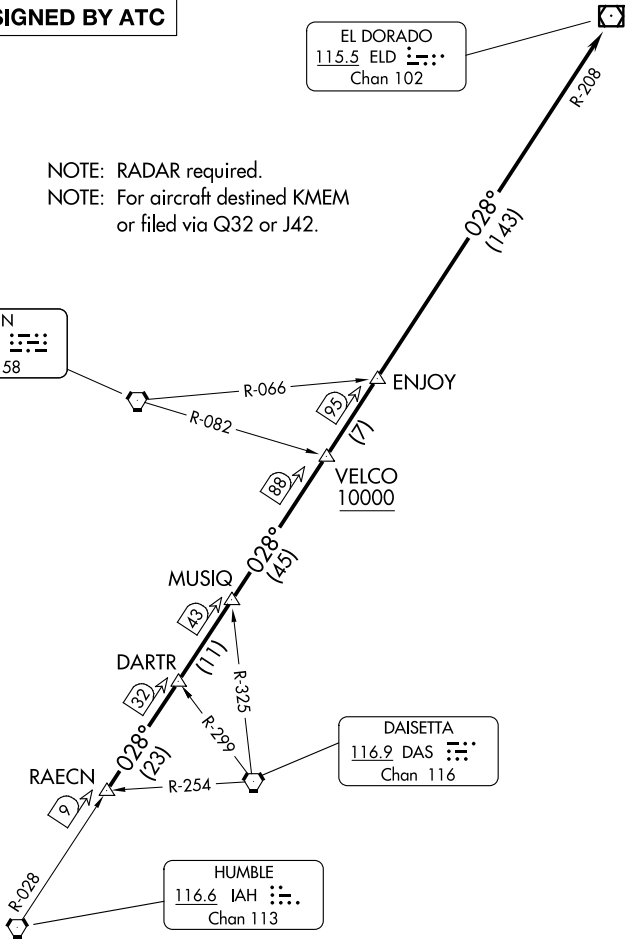 SIGNED BY ATC
EL DORADO
115.5 ELD
Chan 102
R-208
NOTE: RADAR required.
NOTE: For aircraft destined KMEM
or filed via Q32 or J42.
028°
(143)
N
58
R-066
ENJOY
R-082
95
(7)
VELCO
10000
88
028°
(45)
MUSIQ
43
(11)
DARTR
R-325
32
R-299
028°
(23)
DAISETTA
116.9 DAS
Chan 116
RAECN
R-254
9
R-028
HUMBLE
116.6 IAH
Chan 113